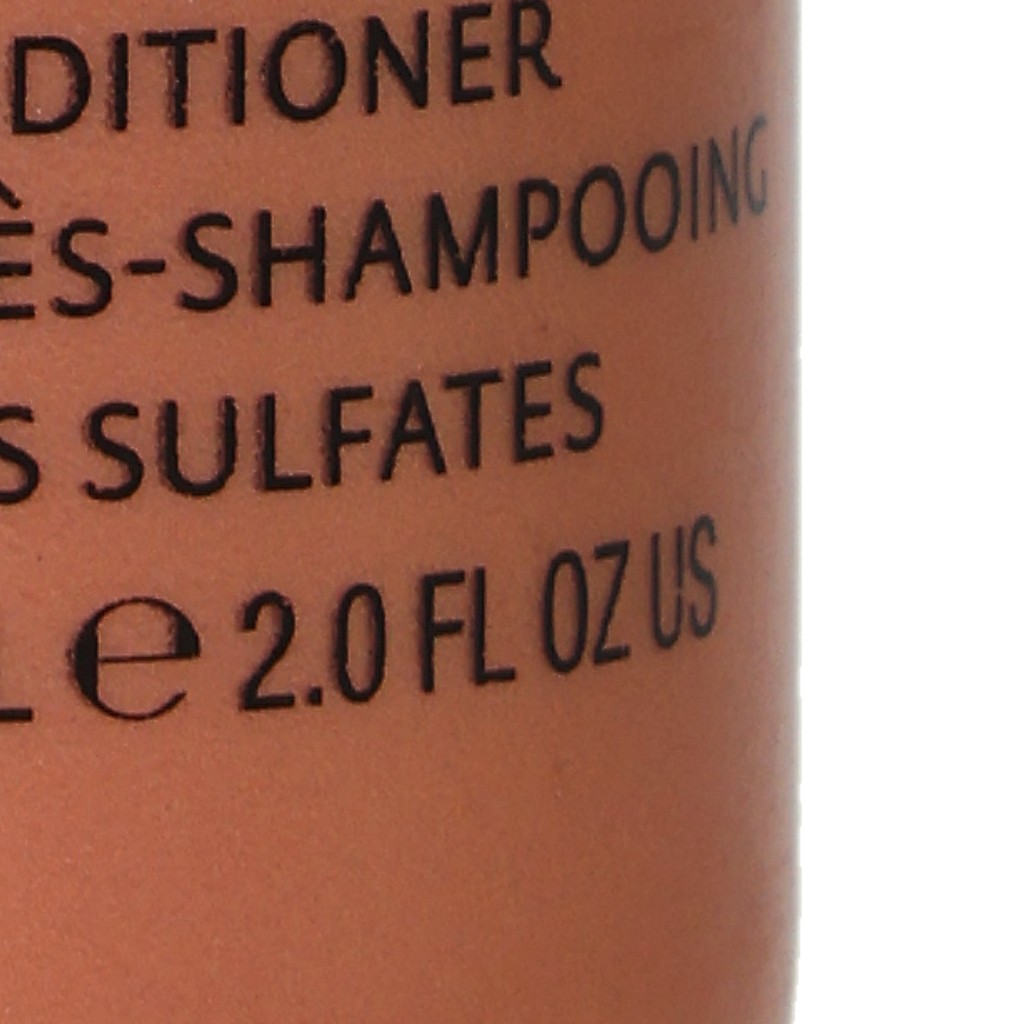 DITIONER
ÈS-SHAMPOOING
S SULFATES
L ℮ 2.0 FL OZ US